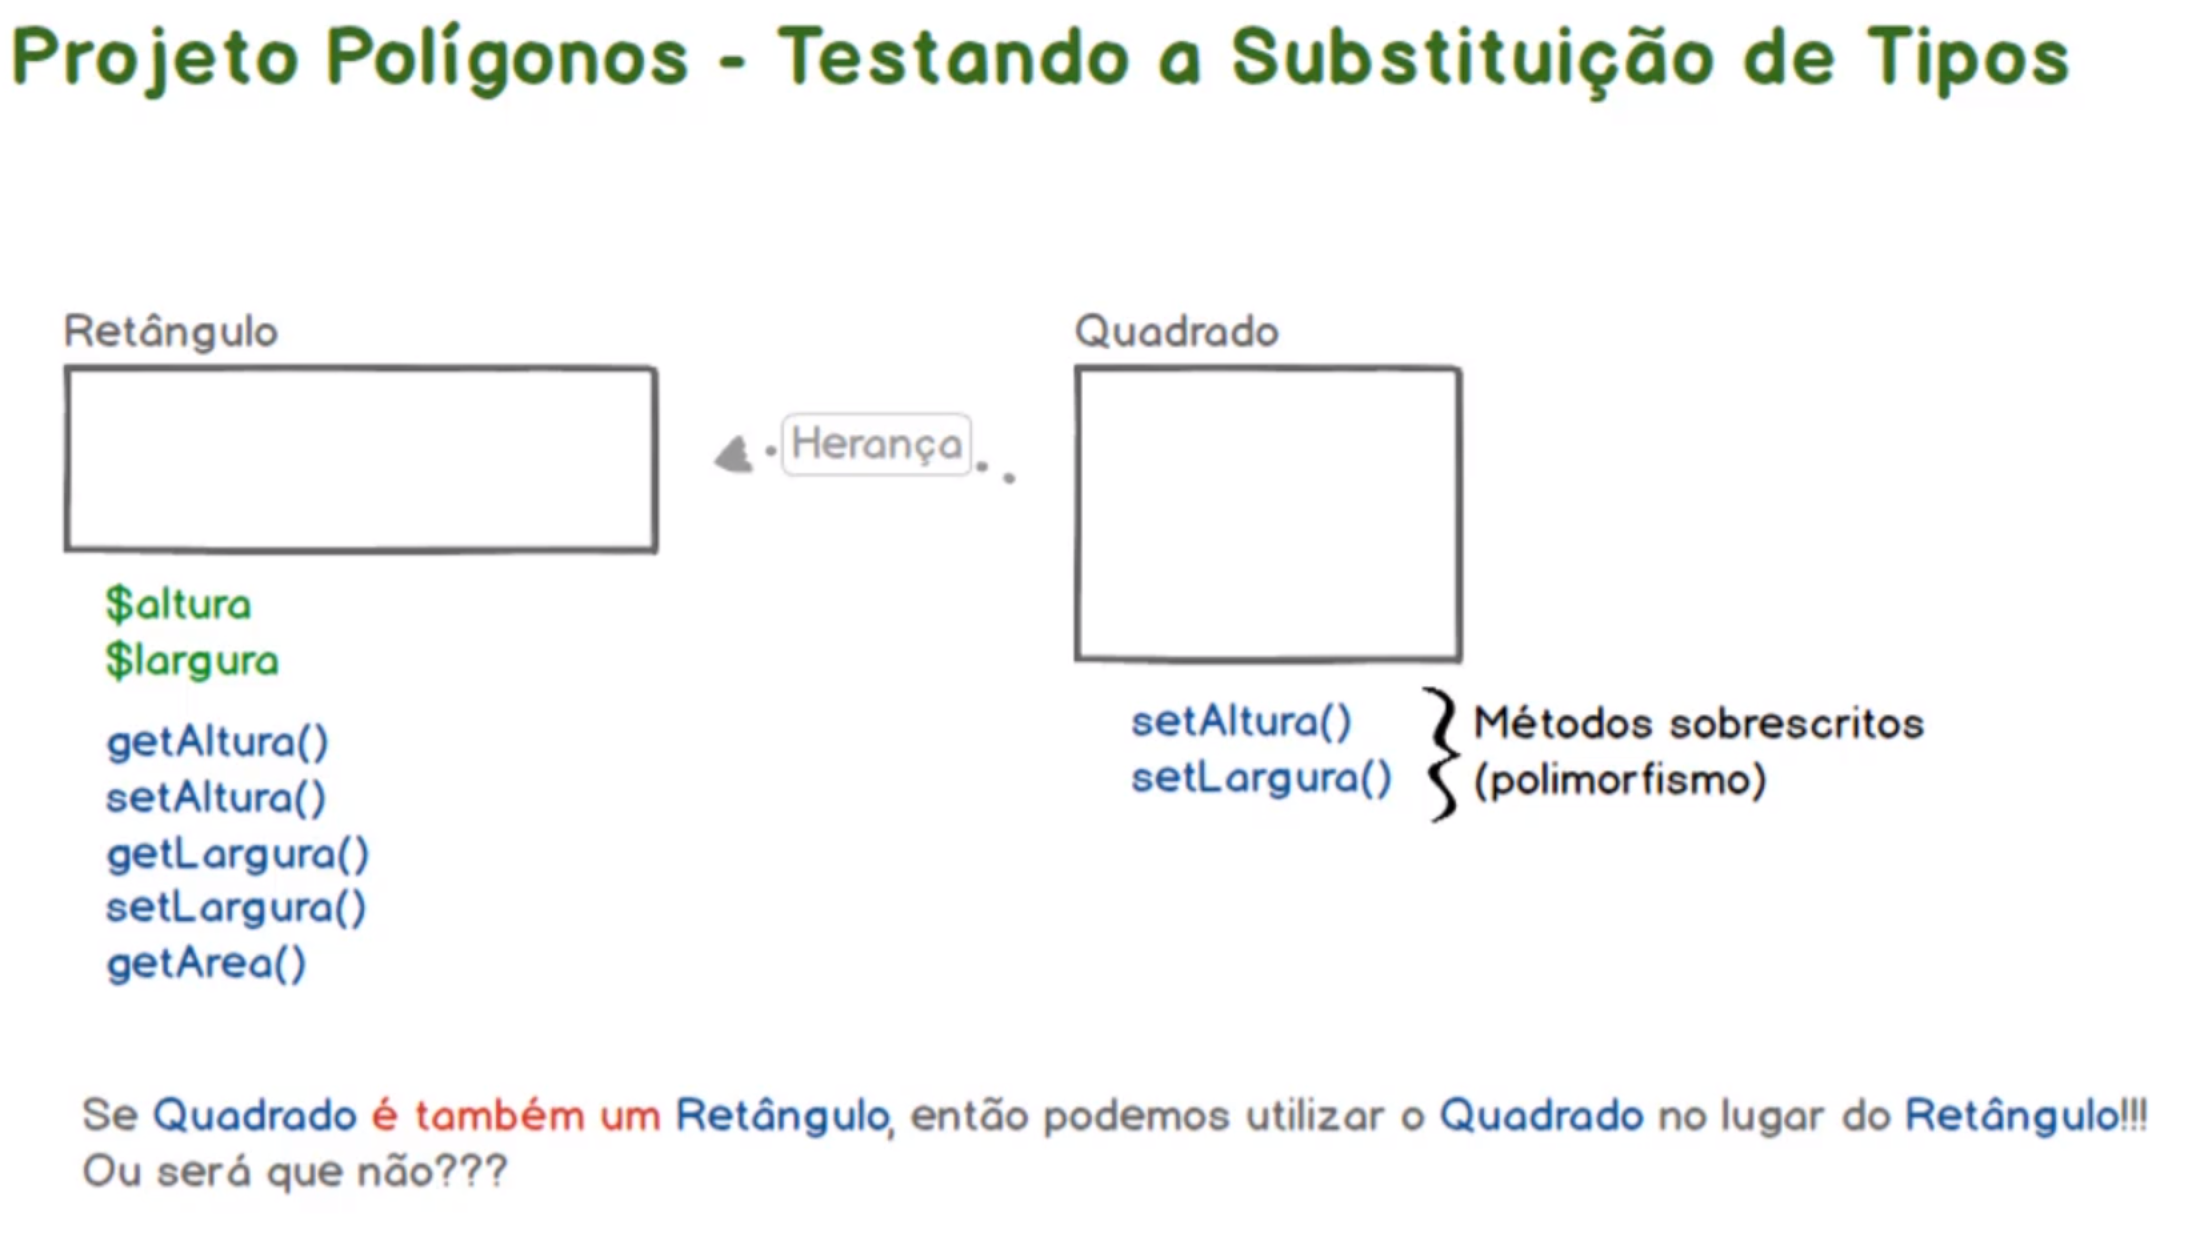 Projeto Polígonos - Testando a Substituição de Tipos
Retângulo
Quadrado
Herança
$altura
$largura
getAltura()
setAltura()
getLargura()
setLargura()
getArea()
setAltura()
setLargura()
Métodos sobrescritos
(polimorfismo)
Se Quadrado é também um Retângulo, então podemos utilizar o Quadrado no lugar do Retângulo!!!
Ou será que não???